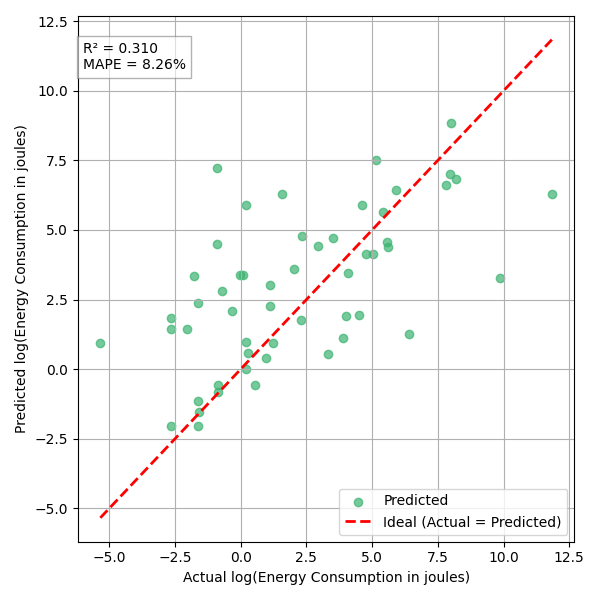 12.5
10.0
7.5
5.0
2.5
0.0
−2.5
−5.0
Predicted log(Energy Consumption in joules)
R² = 0.310
MAPE = 8.26%
Predicted
Ideal (Actual = Predicted)
−5.0 −2.5 0.0 2.5 5.0 7.5 10.0 12.5
Actual log(Energy Consumption in joules)